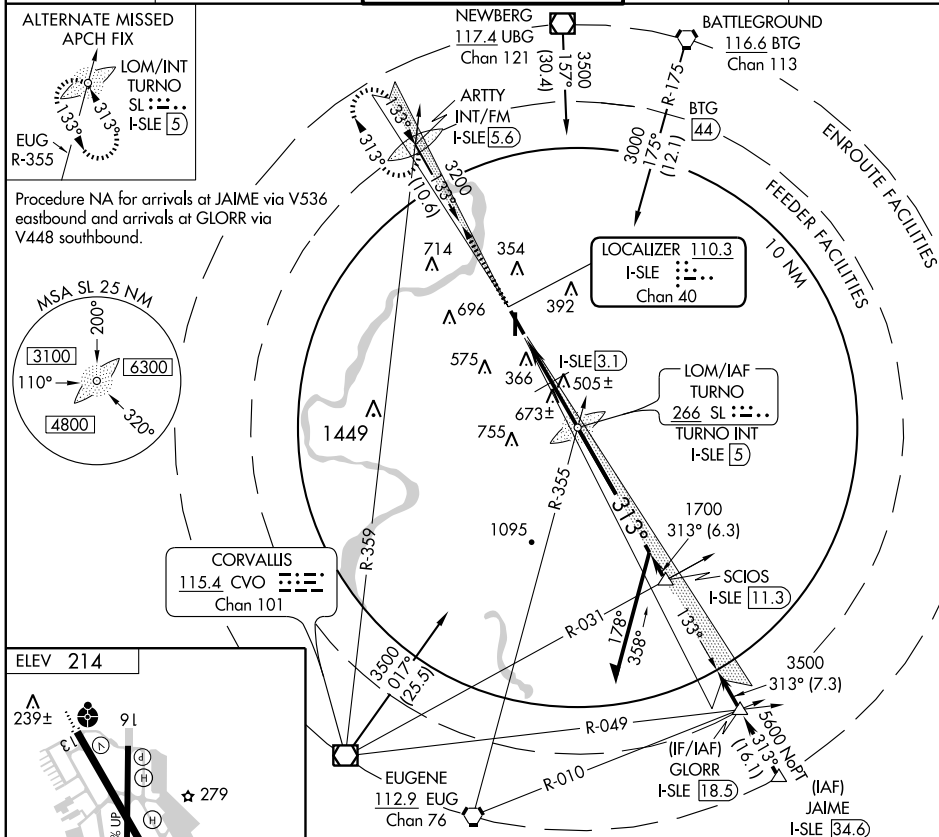 ALTERNATE MISSED
APCH FIX
LOM/INT
TURNO
SL
I-SLE 5
133°
313°
EUG
R-355
Procedure NA for arrivals at JAIME via V536
eastbound and arrivals at GLORR via
V448 southbound.
MSA SL 25 NM
200°
3100
6300
110°
4800
320°
NEWBERG
117.4 UBG
Chan 121
3500
157°
(30.4)
BATTLEGROUND
116.6 BTG
Chan 113
R-175
BTG
44
3000
175°
(12.1)
ENROUTE FACILITIES
FEEDER FACILITIES
10 NM
ARTTY
INT/FM
I-SLE 5.6
133°
313°
3200
133°
(10.6)
LOCALIZER 110.3
I-SLE
Chan 40
714
354
392
696
575
366
I-SLE 3.1
505±
673±
755
1449
1095
LOM/IAF
TURNO
266 SL
TURNO INT
I-SLE 5
R-355
R-359
313°
1700
313° (6.3)
SCIOS
I-SLE 11.3
133°
178°
358°
CORVALLIS
115.4 CVO
Chan 101
R-031
3500
017°
(25.5)
R-049
R-010
3500
313° (7.3)
5600 NoPT
313°
(16.1)
(IF/IAF)
GLORR
I-SLE 18.5
(IAF)
JAIME
I-SLE 34.6
EUGENE
112.9 EUG
Chan 76
ELEV 214
239±
13
16
V
P
H
H
279
% UP